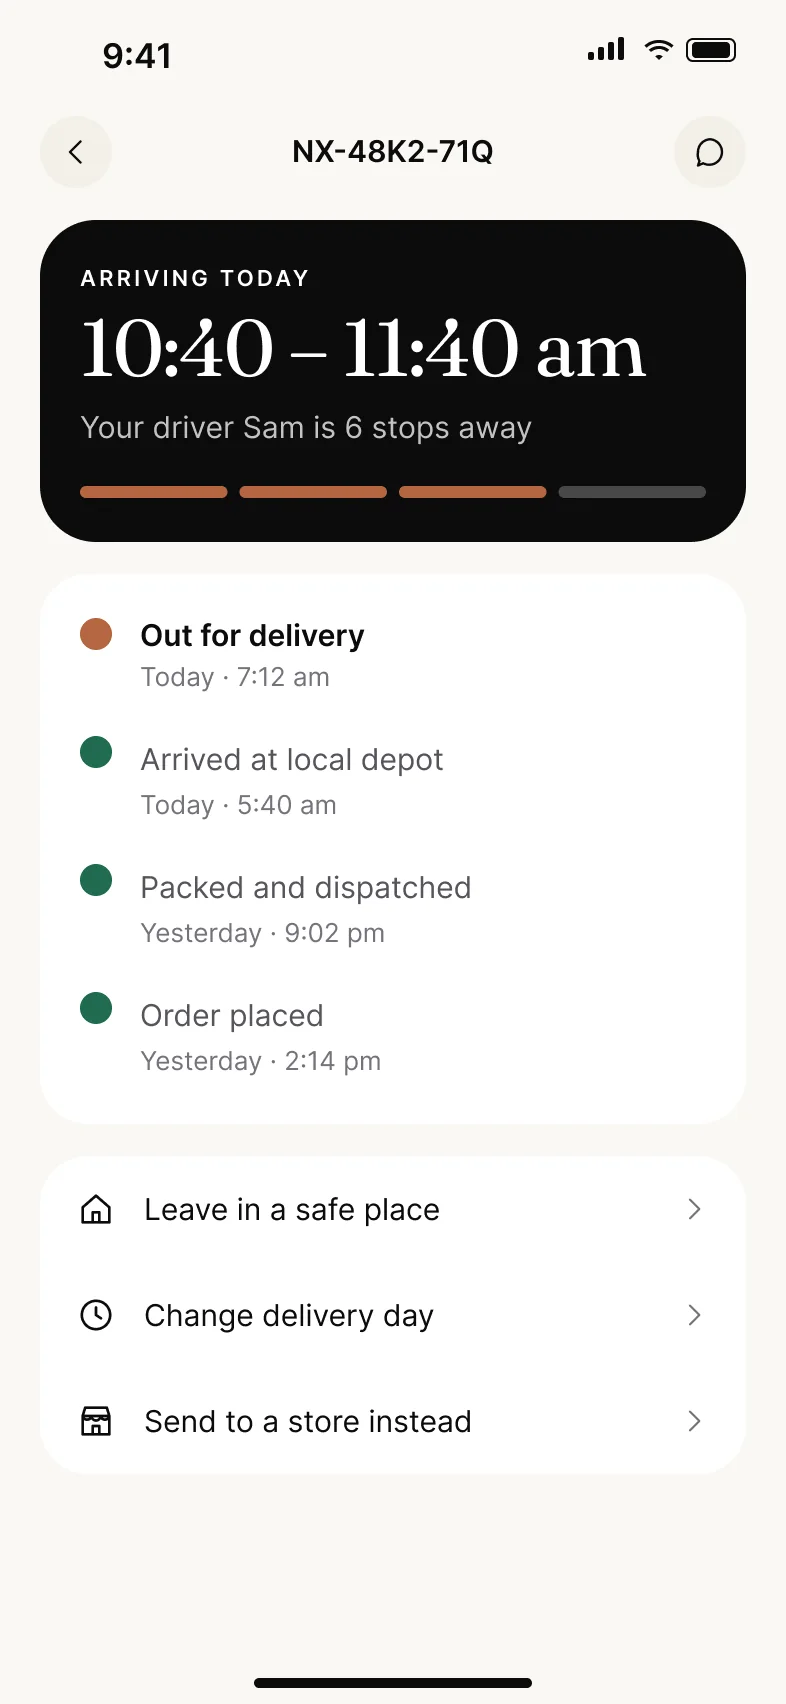 9:41
NX-48K2-71Q
ARRIVING TODAY
10:40 – 11:40 am
Your driver Sam is 6 stops away
Out for delivery
Today · 7:12 am
Arrived at local depot
Today · 5:40 am
Packed and dispatched
Yesterday · 9:02 pm
Order placed
Yesterday · 2:14 pm
Leave in a safe place
Change delivery day
Send to a store instead